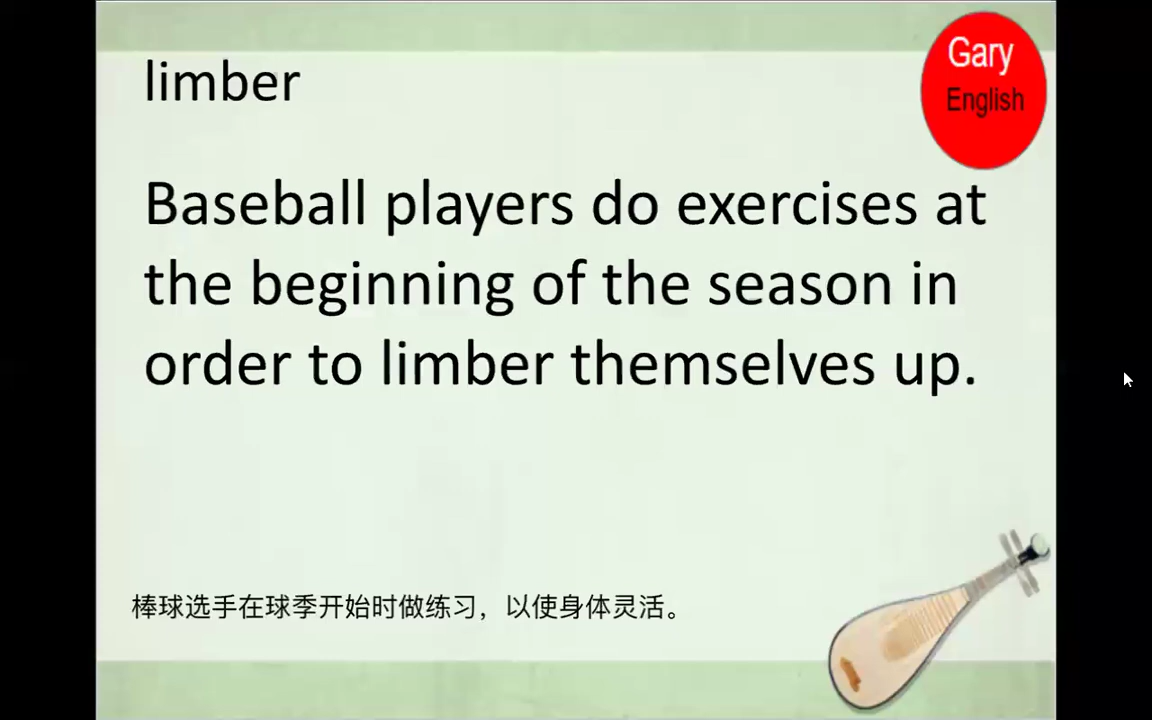 limber
Gary
English
Baseball players do exercises at
the beginning of the season in
order to limber themselves up.
棒球选手在球季开始时做练习，以使身体灵活。